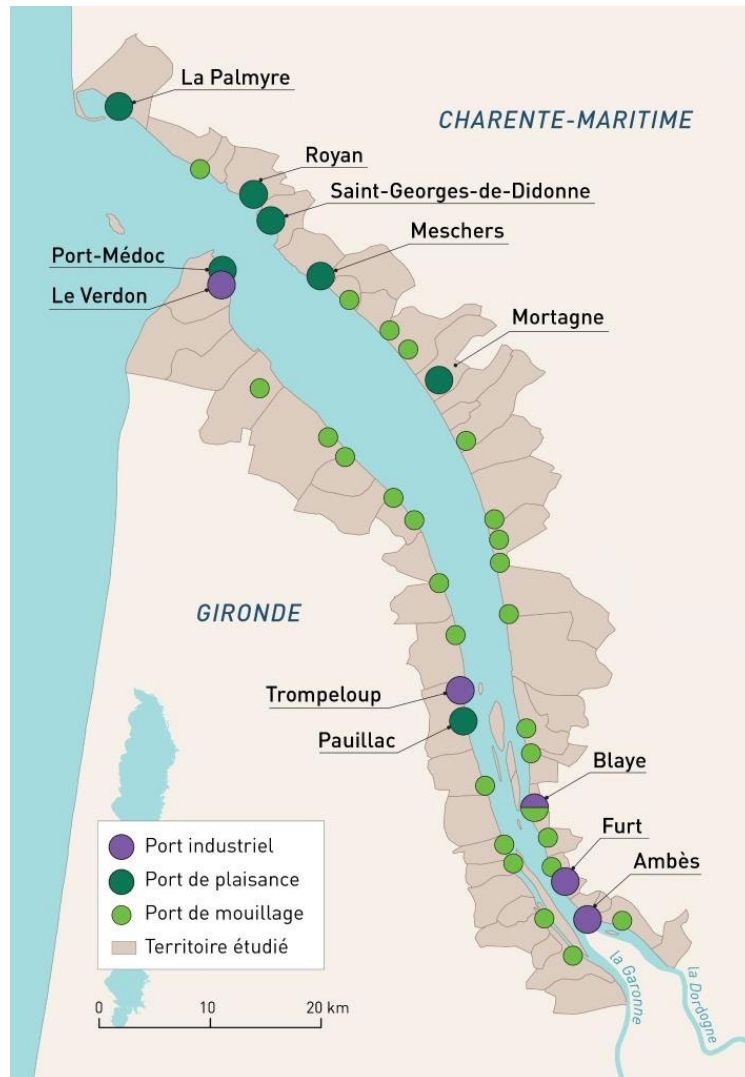 La Palmyre
CHARENTE-MARITIME
Royan
Saint-Georges-de-Didonne
Port-Médoc
Meschers
Le Verdon
Mortagne
GIRONDE
Trompeloup
Pauillac
Blaye
Furt
Ambès
Port industriel
Port de plaisance
Port de mouillage
Territoire étudié
0 10 20 km
la Garonne
la Dordogne